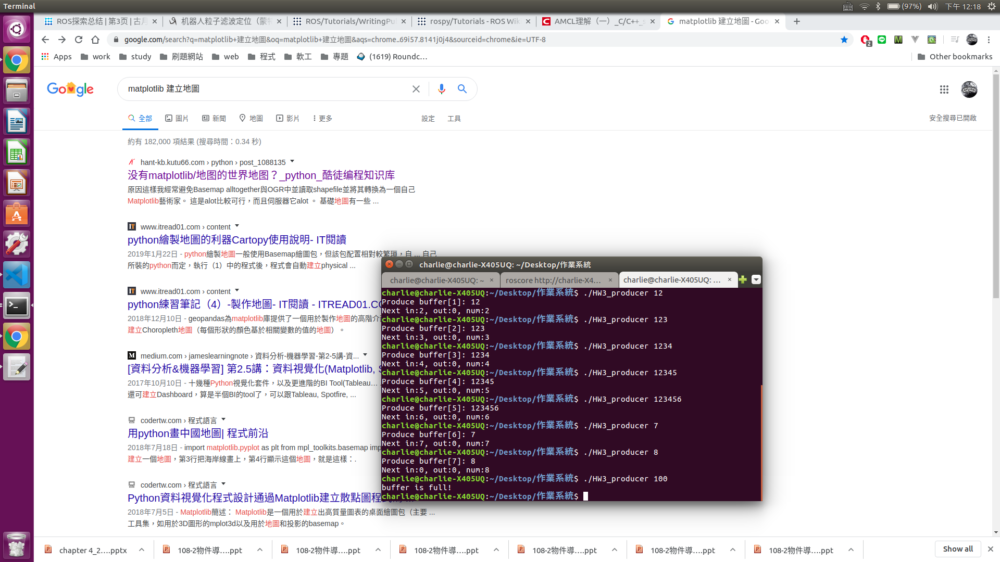 Terminal
(97%)
下午 12:18
ROS探索总结 | 第3页 | 古月
机器人粒子滤波定位（蒙特
ROS/Tutorials/WritingPu
rospy/Tutorials - ROS Wik
AMCL理解（一）_C/C++_s
matplotlib 建立地圖 - Goo
google.com/search?q=matplotlib+建立地圖&oq=matplotlib+建立地圖&aqs=chrome..69i57.8141j0j4&sourceid=chrome&ie=UTF-8
2
Apps
work
study
刷題網站
web
程式
軟工
專題
(1619) Roundc…
Other bookmarks
Google
matplotlib 建立地圖
全部
圖片
新聞
地圖
影片
更多
設定
工具
安全搜尋已開啟
約有 182,000 項結果 (搜尋時間：0.34 秒)
hant-kb.kutu66.com › python › post_1088135
没有matplotlib/地图的世界地图？_python_酷徒编程知识库
原因這樣我經常避免Basemap alltogether與OGR中並讀取shapefile並將其轉換為一個自己
Matplotlib藝術家。 這是alot比較可行，而且伺服器它alot 。 基礎地圖有一些 ...
www.itread01.com › content
python繪製地圖的利器Cartopy使用說明- IT閱讀
2019年1月22日 - python繪製地圖一般使用Basemap繪圖包，但該包配置相對較繁瑣，自 ... 自己
所裝的python而定，執行（1）中的程式後，程式會自動建立physical ...
www.itread01.com › content
python練習筆記（4）-製作地圖- IT閱讀 - ITREAD01.CO
2018年12月10日 - geopandas為matplotlib庫提供了一個用於製作地圖的高階介
建立Choropleth地圖（每個形狀的顏色基於相關變數的值的地圖）。
medium.com › jameslearningnote › 資料分析-機器學習-第2-5講-資...
[資料分析&機器學習] 第2.5講：資料視覺化(Matplotlib, S
2017年10月10日 - 十幾種Python視覺化套件，以及更進階的BI Tool(Tableau…
還可建立Dashboard，算是半個BI的tool了，可以跟Tableau, Spotfire, ...
codertw.com › 程式語言
用python畫中國地圖| 程式前沿
2018年7月18日 - import matplotlib.pyplot as plt from mpl_toolkits.basemap imp
建立一個地圖，第3行把海岸線畫上，第4行顯示這個地圖，就是這樣：.
codertw.com › 程式語言
Python資料視覺化程式設計通過Matplotlib建立散點圖程
2018年7月5日 - Matplotlib簡述： Matplotlib是一個用於建立出高質量圖表的桌面繪圖包（主要 ...
工具集，如用於3D圖形的mplot3d以及用於地圖和投影的basemap。
charlie@charlie-X405UQ: ~/Desktop/作業系統
charlie@charlie-X405UQ: ~
roscore http://charlie-X4...
charlie@charlie-X405UQ: ...
charlie@charlie-X405UQ:~/Desktop/作業系統$ ./HW3_producer 12
Produce buffer[1]: 12
Next in:2, out:0, num:2
charlie@charlie-X405UQ:~/Desktop/作業系統$ ./HW3_producer 123
Produce buffer[2]: 123
Next in:3, out:0, num:3
charlie@charlie-X405UQ:~/Desktop/作業系統$ ./HW3_producer 1234
Produce buffer[3]: 1234
Next in:4, out:0, num:4
charlie@charlie-X405UQ:~/Desktop/作業系統$ ./HW3_producer 12345
Produce buffer[4]: 12345
Next in:5, out:0, num:5
charlie@charlie-X405UQ:~/Desktop/作業系統$ ./HW3_producer 123456
Produce buffer[5]: 123456
Next in:6, out:0, num:6
charlie@charlie-X405UQ:~/Desktop/作業系統$ ./HW3_producer 7
Produce buffer[6]: 7
Next in:7, out:0, num:7
charlie@charlie-X405UQ:~/Desktop/作業系統$ ./HW3_producer 8
Produce buffer[7]: 8
Next in:0, out:0, num:8
charlie@charlie-X405UQ:~/Desktop/作業系統$ ./HW3_producer 100
buffer is full!
charlie@charlie-X405UQ:~/Desktop/作業系統$
chapter 4_2….pptx
108-2物件導….ppt
108-2物件導….ppt
108-2物件導….ppt
108-2物件導….ppt
108-2物件導….ppt
108-2物件導….ppt
Show all